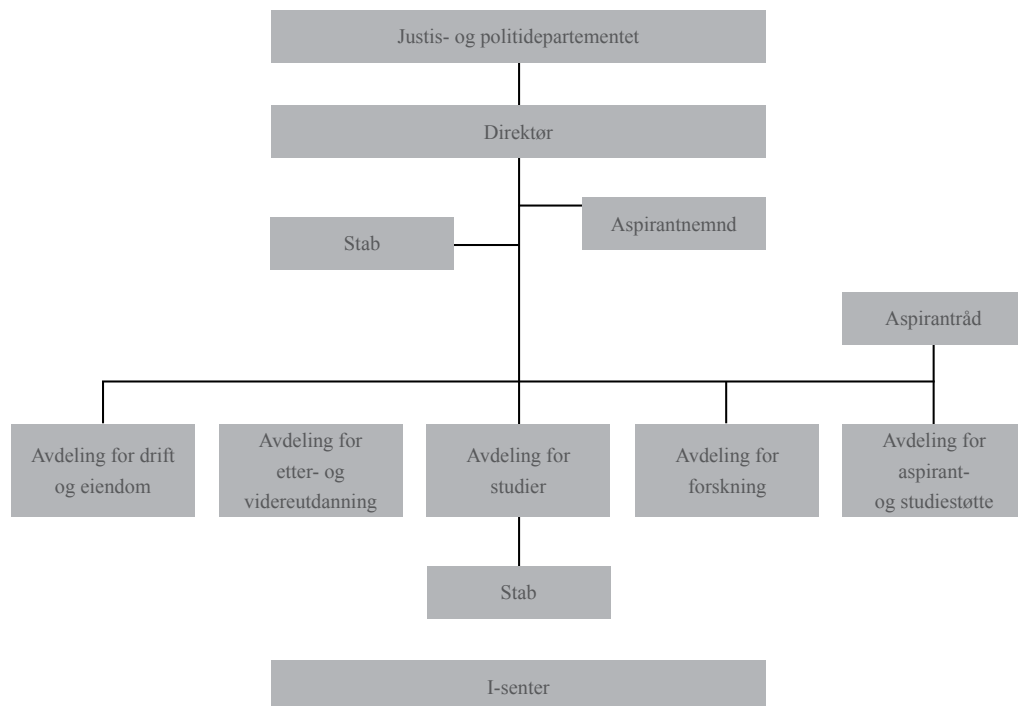 Justis- og politidepartementet
Direktør
Aspirantnemnd
Stab
Aspirantråd
Avdeling for drift
og eiendom
Avdeling for
etter- og
videreutdanning
Avdeling for
studier
Avdeling for
forskning
Avdeling for
aspirant-
og studiestøtte
Stab
I-senter